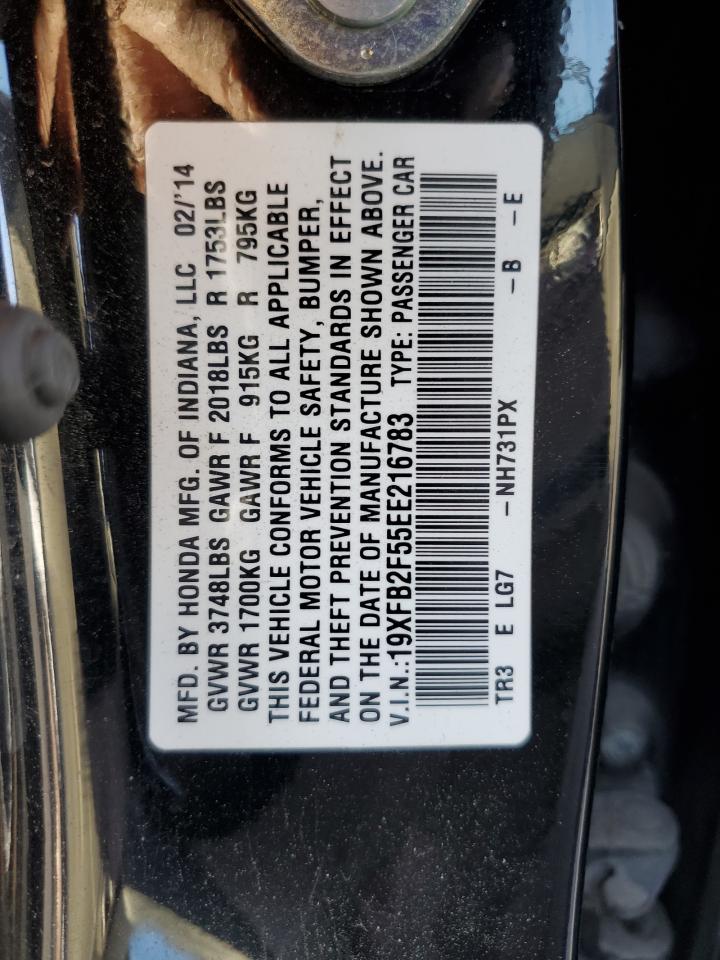 MFD. BY HONDA MFG. OF INDIANA, LLC 02/'14
GVWR 3748LBS GAWR F 2018LBS R 1753LBS
GVWR 1700KG GAWR F 915KG R 795KG
THIS VEHICLE CONFORMS TO ALL APPLICABLE
FEDERAL MOTOR VEHICLE SAFETY, BUMPER,
AND THEFT PREVENTION STANDARDS IN EFFECT
ON THE DATE OF MANUFACTURE SHOWN ABOVE.
V.I.N.:19XFB2F55EE216783 TYPE: PASSENGER CAR
TR3 E LG7 -NH731PX -B -E